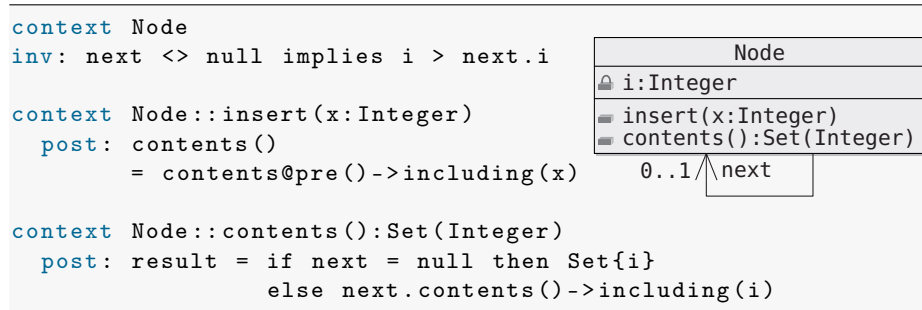 context Node
inv: next <> null implies i > next.i
context Node::insert(x:Integer)
post: contents()
= contents@pre()->including(x)
context Node::contents():Set(Integer)
post: result = if next = null then Set{i}
else next.contents()->including(i)
Node
i:Integer
insert(x:Integer)
contents():Set(Integer)
0..1 next